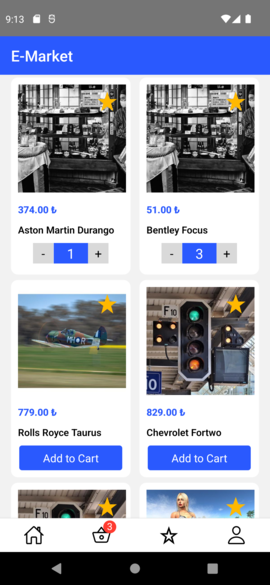 9:13
E-Market
374.00 ₺
51.00 ₺
Aston Martin Durango
Bentley Focus
- 1 +
- 3 +
F10
779.00 ₺
829.00 ₺
Rolls Royce Taurus
Chevrolet Fortwo
Add to Cart
Add to Cart
3